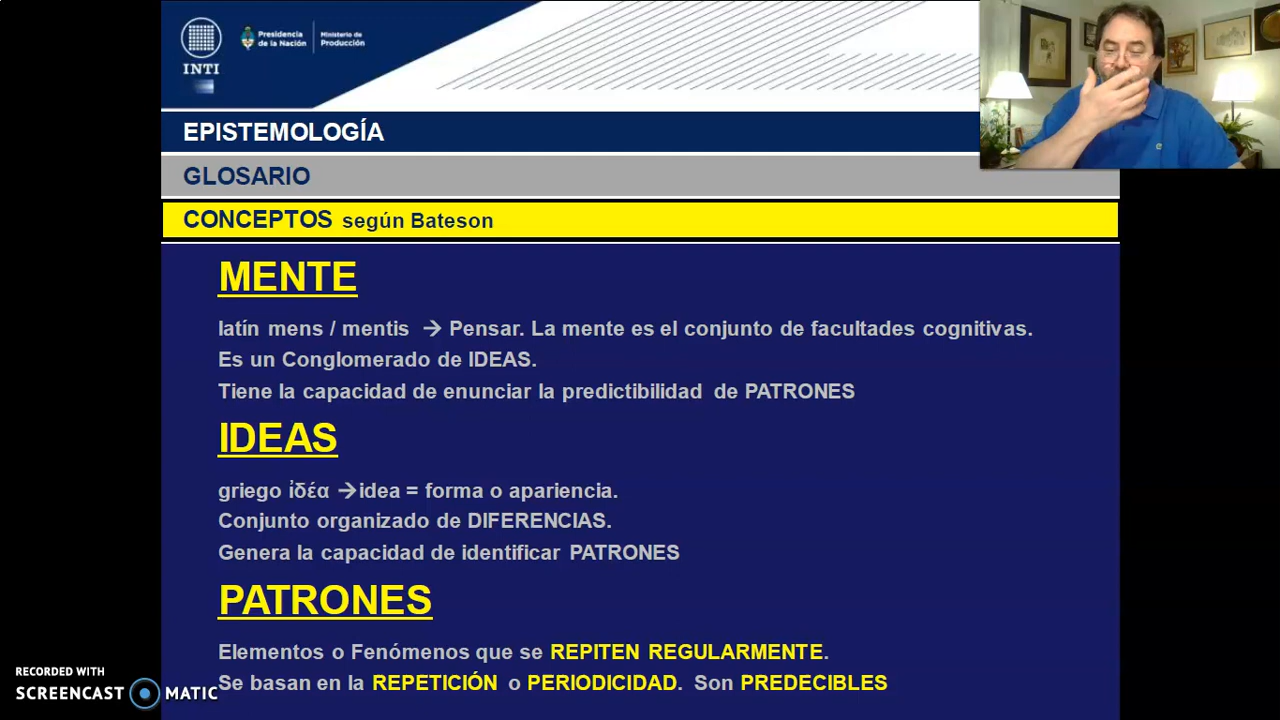 INTI
Presidencia
de la Nación
Ministerio de
Producción
EPISTEMOLOGÍA
GLOSARIO
CONCEPTOS según Bateson
MENTE
latín mens / mentis → Pensar. La mente es el conjunto de facultades cognitivas.
Es un Conglomerado de IDEAS.
Tiene la capacidad de enunciar la predictibilidad de PATRONES
IDEAS
griego ἰδέα →idea = forma o apariencia.
Conjunto organizado de DIFERENCIAS.
Genera la capacidad de identificar PATRONES
PATRONES
Elementos o Fenómenos que se REPITEN REGULARMENTE.
Se basan en la REPETICIÓN o PERIODICIDAD. Son PREDECIBLES
RECORDED WITH
SCREENCAST MATIC